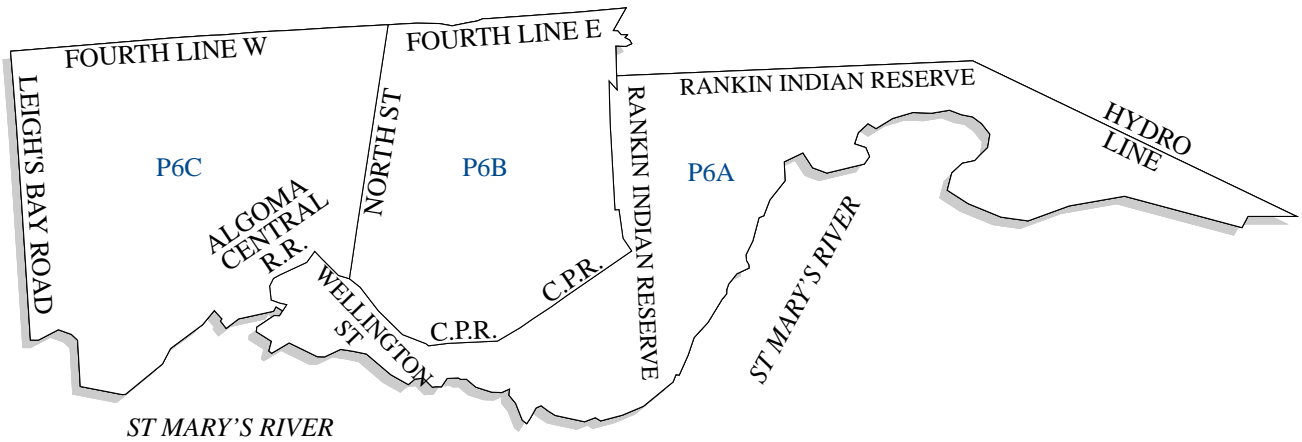 FOURTH LINE W
FOURTH LINE E
LEIGH'S BAY ROAD
NORTH ST
RANKIN INDIAN RESERVE
RANKIN INDIAN RESERVE
HYDRO
LINE
P6C
P6B
P6A
ALGOMA
CENTRAL
R.R.
WELLINGTON
ST
C.P.R.
C.P.R.
ST MARY'S RIVER
ST MARY'S RIVER